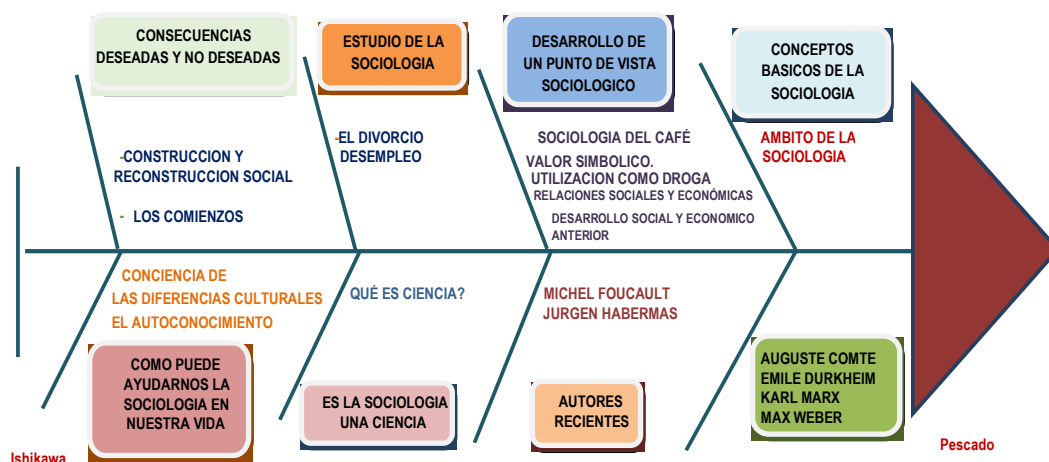 CONSECUENCIAS
DESEADAS Y NO DESEADAS
ESTUDIO DE LA
SOCIOLOGIA
DESARROLLO DE
UN PUNTO DE VISTA
SOCIOLOGICO
CONCEPTOS
BASICOS DE LA
SOCIOLOGIA
-CONSTRUCCION Y
RECONSTRUCCION SOCIAL
- LOS COMIENZOS
-EL DIVORCIO
DESEMPLEO
SOCIOLOGIA DEL CAFÉ
VALOR SIMBOLICO.
UTILIZACION COMO DROGA
RELACIONES SOCIALES Y ECONÓMICAS
DESARROLLO SOCIAL Y ECONOMICO
ANTERIOR
AMBITO DE LA
SOCIOLOGIA
CONCIENCIA DE
LAS DIFERENCIAS CULTURALES
EL AUTOCONOCIMIENTO
QUÉ ES CIENCIA?
MICHEL FOUCAULT
JURGEN HABERMAS
COMO PUEDE
AYUDARNOS LA
SOCIOLOGIA EN
NUESTRA VIDA
ES LA SOCIOLOGIA
UNA CIENCIA
AUTORES
RECIENTES
AUGUSTE COMTE
EMILE DURKHEIM
KARL MARX
MAX WEBER
Ishikawa
Pescado